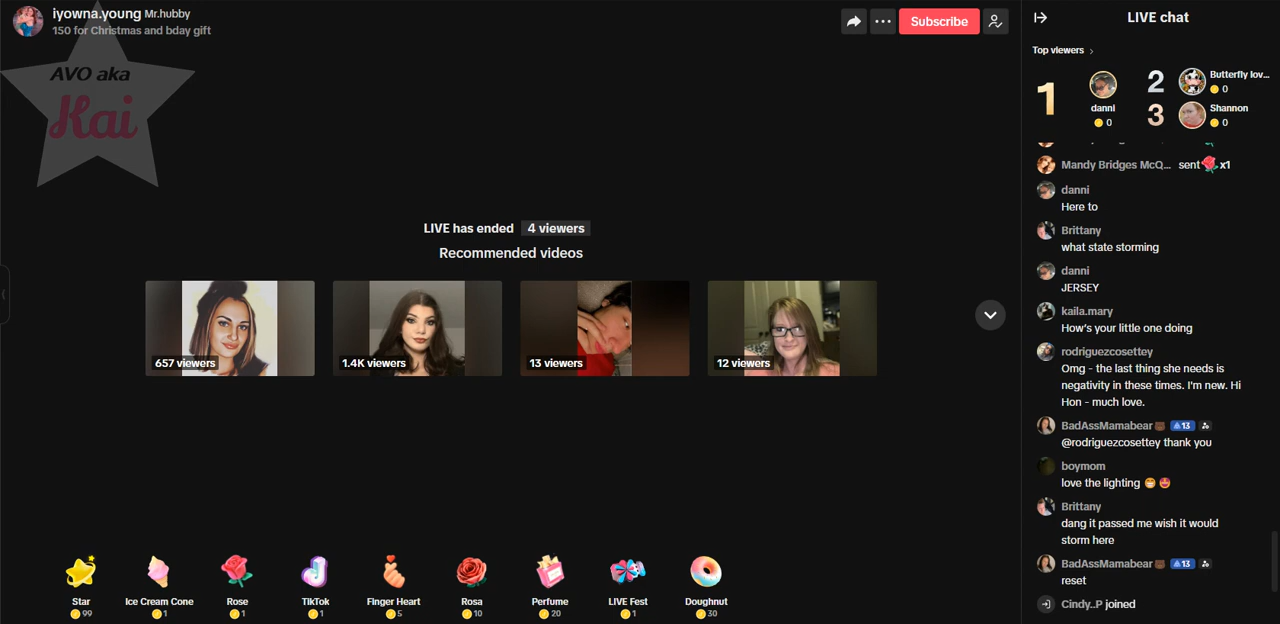 iyowna.young Mr.hubby
150 for Christmas and bday gift
Subscribe
AVO aka
Kai
LIVE has ended 4 viewers
Recommended videos
657 viewers
1.4K viewers
13 viewers
12 viewers
Star
99
Ice Cream Cone
1
Rose
1
TikTok
1
Finger Heart
5
Rosa
10
Perfume
20
LIVE Fest
1
Doughnut
30
LIVE chat
Top viewers
1
danni
0
2
Butterfly lov...
0
3
Shannon
0
Mandy Bridges McQ... sent x1
danni
Here to
Brittany
what state storming
danni
JERSEY
kaila.mary
How's your little one doing
rodriguezcosettey
Omg - the last thing she needs is
negativity in these times. I'm new. Hi
Hon - much love.
BadAssMamabear🐻 13
@rodriguezcosettey thank you
boymom
love the lighting 😁 🤩
Brittany
dang it passed me wish it would
storm here
BadAssMamabear🐻 13
reset
Cindy..P joined